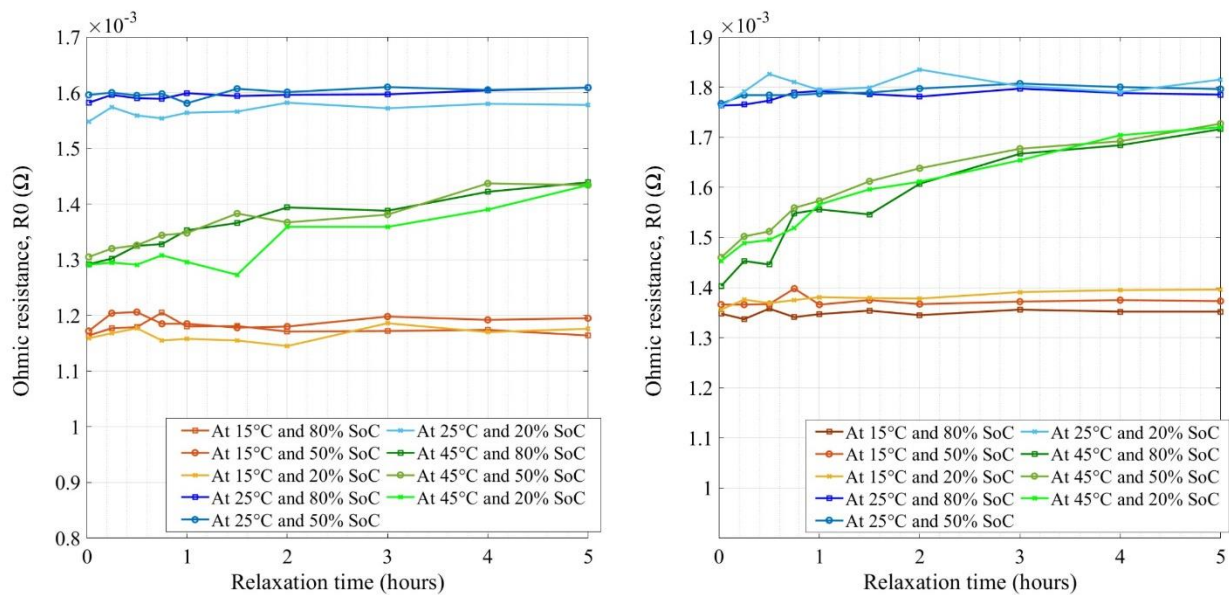 ×10⁻³
1.7
1.6
1.5
1.4
1.3
1.2
1.1
1
0.9
0.8
Ohmic resistance, R0 (Ω)
At 15°C and 80% SoC
At 15°C and 50% SoC
At 15°C and 20% SoC
At 25°C and 80% SoC
At 25°C and 50% SoC
At 25°C and 20% SoC
At 45°C and 80% SoC
At 45°C and 50% SoC
At 45°C and 20% SoC
0 1 2 3 4 5
Relaxation time (hours)
×10⁻³
1.9
1.8
1.7
1.6
1.5
1.4
1.3
1.2
1.1
1
Ohmic resistance, R0 (Ω)
At 15°C and 80% SoC
At 15°C and 50% SoC
At 15°C and 20% SoC
At 25°C and 80% SoC
At 25°C and 50% SoC
At 25°C and 20% SoC
At 45°C and 80% SoC
At 45°C and 50% SoC
At 45°C and 20% SoC
0 1 2 3 4 5
Relaxation time (hours)